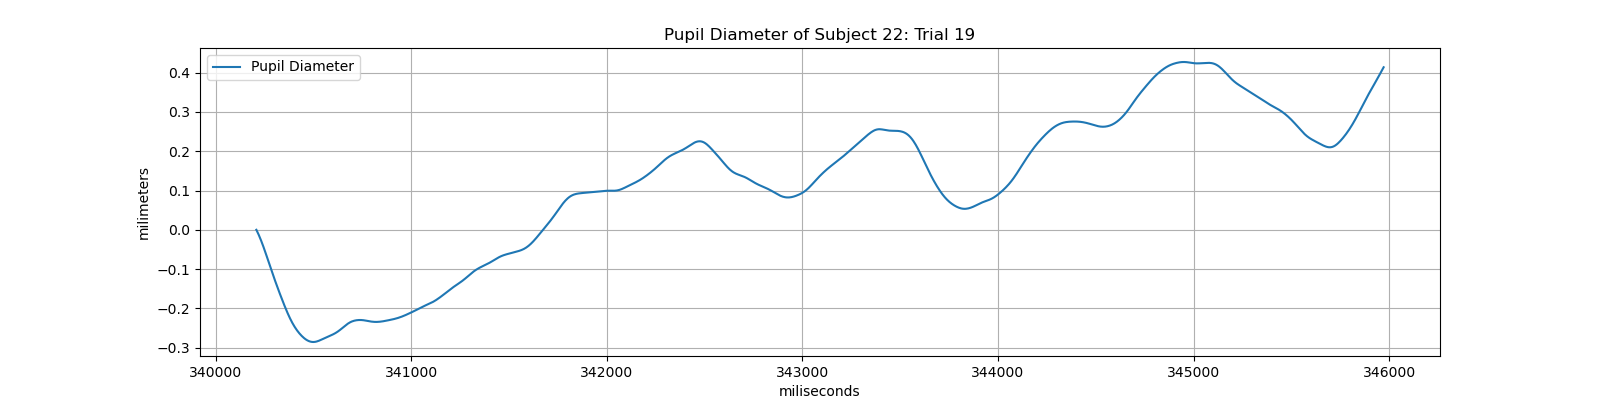 Pupil Diameter of Subject 22: Trial 19
Pupil Diameter
0.4
0.3
0.2
0.1
0.0
−0.1
−0.2
−0.3
milimeters
340000 341000 342000 343000 344000 345000 346000
miliseconds